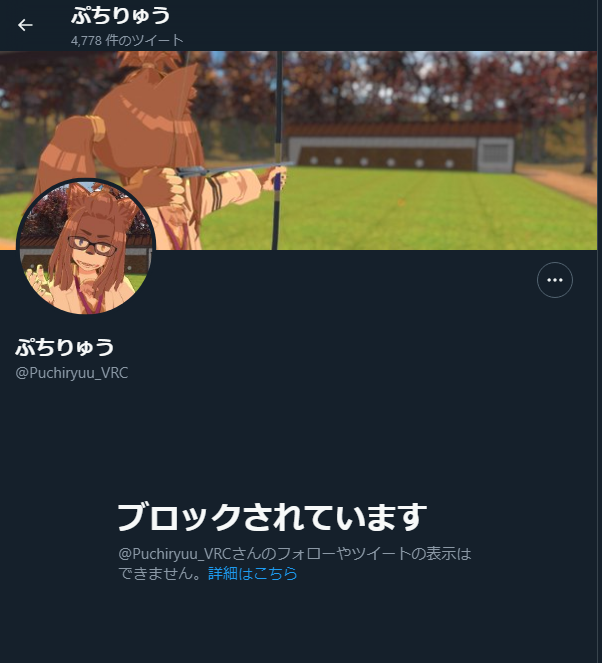 ぷちりゅう
4,778 件のツイート
ぷちりゅう
@Puchiryuu_VRC
ブロックされています
@Puchiryuu_VRCさんのフォローやツイートの表示は
できません。詳細はこちら